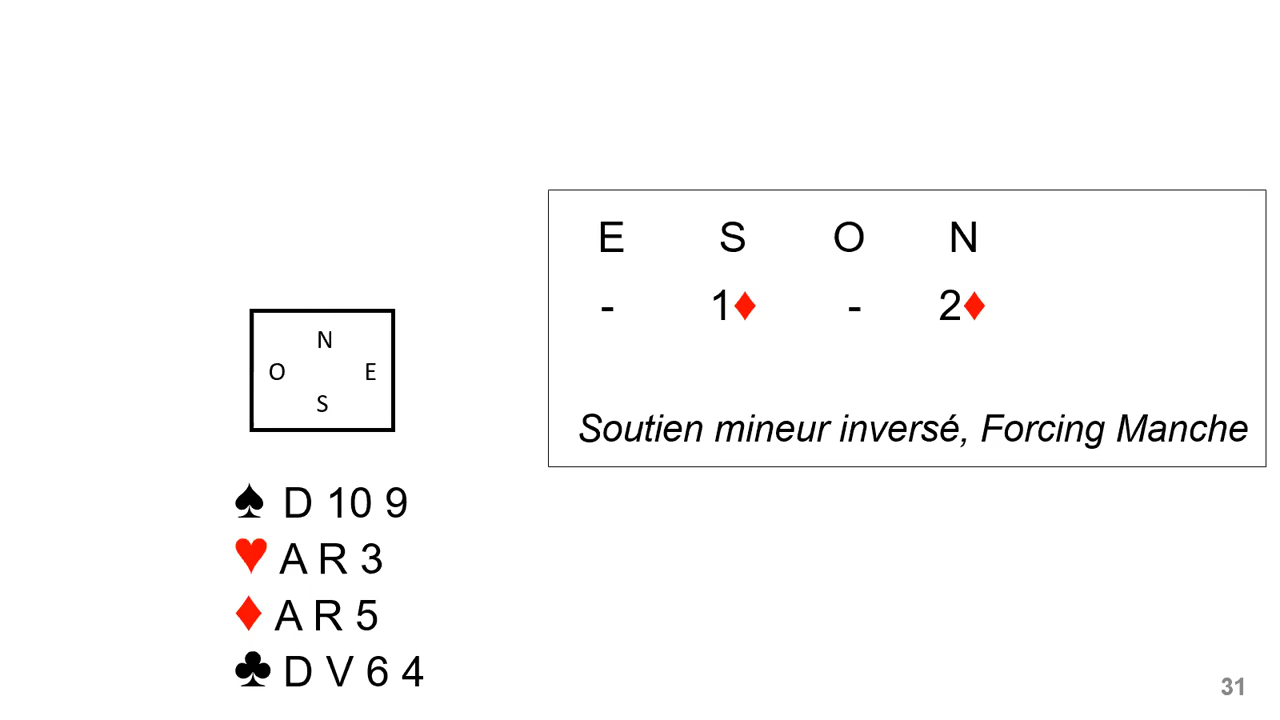 E S O N
- 1♦ - 2♦
Soutien mineur inversé, Forcing Manche
N
O E
S
♠ D 10 9
♥ A R 3
♦ A R 5
♣ D V 6 4
31